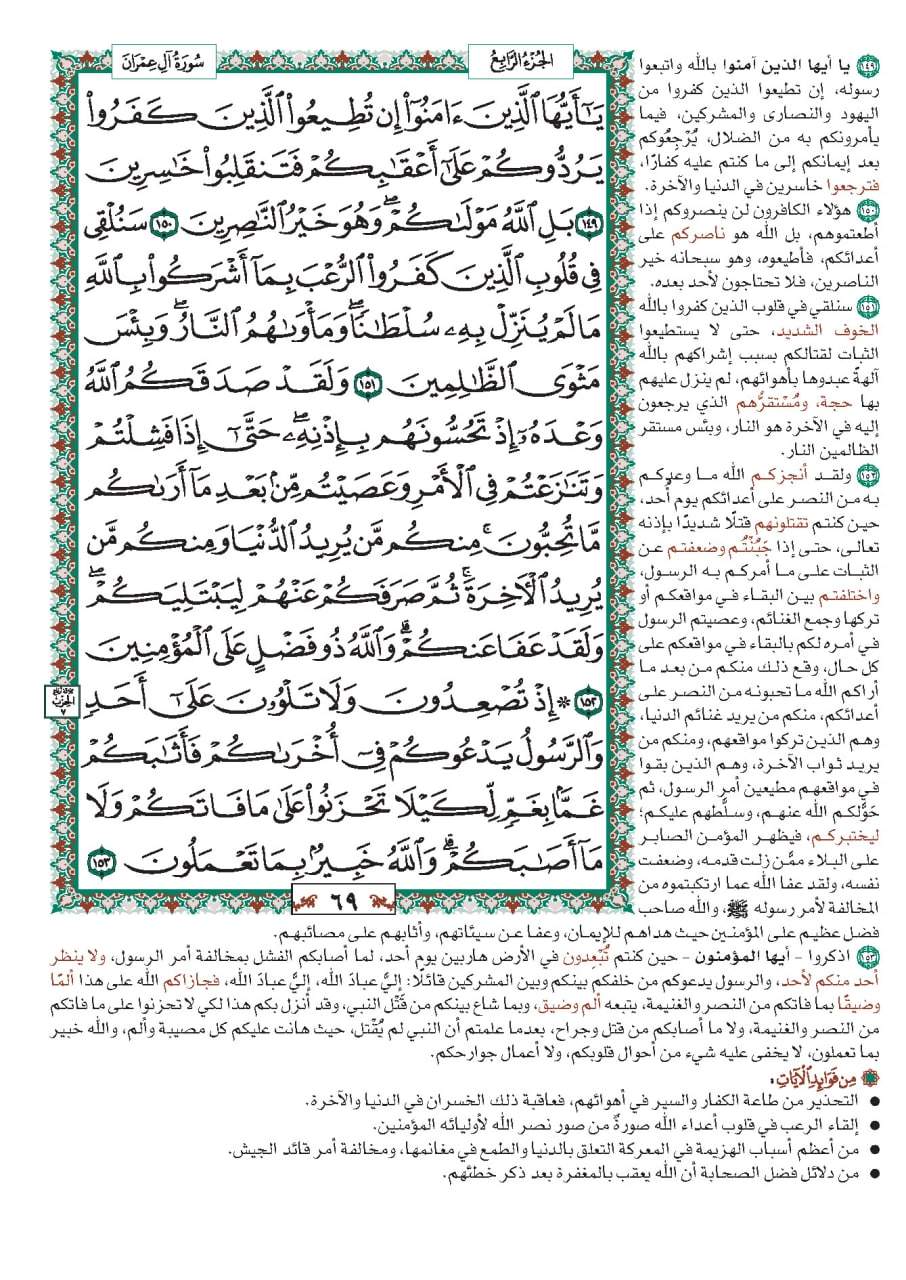 سُورَةُ آلِ عِمْرَانَ
الجُزْءُ الرَّابِعُ
يَٰٓأَيُّهَا ٱلَّذِينَ ءَامَنُوٓاْ إِن تُطِيعُواْ ٱلَّذِينَ كَفَرُواْ
يَرُدُّوكُمْ عَلَىٰٓ أَعْقَٰبِكُمْ فَتَنقَلِبُواْ خَٰسِرِينَ
١٤٩ بَلِ ٱللَّهُ مَوْلَىٰكُمْ ۖ وَهُوَ خَيْرُ ٱلنَّٰصِرِينَ ١٥٠ سَنُلْقِى
فِى قُلُوبِ ٱلَّذِينَ كَفَرُواْ ٱلرُّعْبَ بِمَآ أَشْرَكُواْ بِٱللَّهِ
مَا لَمْ يُنَزِّلْ بِهِۦ سُلْطَٰنًا ۖ وَمَأْوَىٰهُمُ ٱلنَّارُ ۖ وَبِئْسَ
مَثْوَى ٱلظَّٰلِمِينَ ١٥١ وَلَقَدْ صَدَقَكُمُ ٱللَّهُ
وَعْدَهُۥٓ إِذْ تَحُسُّونَهُم بِإِذْنِهِۦ ۖ حَتَّىٰٓ إِذَا فَشِلْتُمْ
وَتَنَٰزَعْتُمْ فِى ٱلْأَمْرِ وَعَصَيْتُم مِّنۢ بَعْدِ مَآ أَرَىٰكُم
مَّا تُحِبُّونَ ۚ مِنكُم مَّن يُرِيدُ ٱلدُّنْيَا وَمِنكُم مَّن
يُرِيدُ ٱلْأٓخِرَةَ ۚ ثُمَّ صَرَفَكُمْ عَنْهُمْ لِيَبْتَلِيَكُمْ ۖ
وَلَقَدْ عَفَا عَنكُمْ ۗ وَٱللَّهُ ذُو فَضْلٍ عَلَى ٱلْمُؤْمِنِينَ
١٥٢ ۞ إِذْ تُصْعِدُونَ وَلَا تَلْوُۥنَ عَلَىٰٓ أَحَدٍ
وَٱلرَّسُولُ يَدْعُوكُمْ فِىٓ أُخْرَىٰكُمْ فَأَثَٰبَكُمْ
غَمَّۢا بِغَمٍّ لِّكَيْلَا تَحْزَنُواْ عَلَىٰ مَا فَاتَكُمْ وَلَا
مَآ أَصَٰبَكُمْ ۗ وَٱللَّهُ خَبِيرٌۢ بِمَا تَعْمَلُونَ ١٥٣
٦٩
١٤٩ يا أيها الذين آمنوا بالله واتبعوا
رسوله، إن تطيعوا الذين كفروا من
اليهود والنصارى والمشركين، فيما
يأمرونكم به من الضلال، يُرْجِعُوكم
بعد إيمانكم إلى ما كنتم عليه كفارًا،
فترجعوا خاسرين في الدنيا والآخرة.
١٥٠ هؤلاء الكافرون لن ينصروكم إذا
أطعتموهم، بل الله هو ناصركم على
أعدائكم، فأطيعوه، وهو سبحانه خير
الناصرين، فلا تحتاجون لأحد بعده.
١٥١ سنلقي في قلوب الذين كفروا بالله
الخوف الشديد، حتى لا يستطيعوا
الثبات لقتالكم بسبب إشراكهم بالله
آلهةً عبدوها بأهوائهم، لم ينزل عليهم
بها حجة، ومُسْتقرُّهم الذي يرجعون
إليه في الآخرة هو النار، وبئس مستقر
الظالمين النار.
١٥٢ ولقد أنجزكم الله ما وعدكم
به من النصر على أعدائكم يوم أُحد،
حين كنتم تقتلونهم قتلًا شديدًا بإذنه
تعالى، حتى إذا جَبُنْتُم وضعفتم عن
الثبات على ما أمركم به الرسول،
واختلفتم بين البقاء في مواقعكم أو
تركها وجمع الغنائم، وعصيتم الرسول
في أمره لكم بالبقاء في مواقعكم على
كل حال، وقع ذلك منكم من بعد ما
أراكم الله ما تحبونه من النصر على
أعدائكم، منكم من يريد غنائم الدنيا،
وهم الذين تركوا مواقعهم، ومنكم من
يريد ثواب الآخرة، وهم الذين بقوا
في مواقعهم مطيعين أمر الرسول، ثم
حَوَّلكم الله عنهم، وسلَّطهم عليكم؛
ليختبركم، فيظهر المؤمن الصابر
على البلاء ممَّن زلت قدمه، وضعفت
نفسه، ولقد عفا الله عما ارتكبتموه من
المخالفة لأمر رسوله ﷺ، والله صاحب
فضل عظيم على المؤمنين حيث هداهم للإيمان، وعفا عن سيئاتهم، وأثابهم على مصائبهم.
١٥٣ اذكروا - أيها المؤمنون - حين كنتم تُبْعِدون في الأرض هاربين يوم أحد، لما أصابكم الفشل بمخالفة أمر الرسول، ولا ينظر
أحد منكم لأحد، والرسول يدعوكم من خلفكم بينكم وبين المشركين قائلًا: إليَّ عبادَ الله، إليَّ عبادَ الله، فجازاكم الله على هذا ألمًا
وضيقًا بما فاتكم من النصر والغنيمة، يتبعه ألم وضيق، وبما شاع بينكم من قَتْل النبي، وقد أنزل بكم هذا لكي لا تحزنوا على ما فاتكم
من النصر والغنيمة، ولا ما أصابكم من قتل وجراح، بعدما علمتم أن النبي لم يُقْتل، حيث هانت عليكم كل مصيبة وألم، والله خبير
بما تعملون، لا يخفى عليه شيء من أحوال قلوبكم، ولا أعمال جوارحكم.
مِن فَوَائِدِ الآيَاتِ:
● التحذير من طاعة الكفار والسير في أهوائهم، فعاقبة ذلك الخسران في الدنيا والآخرة.
● إلقاء الرعب في قلوب أعداء الله صورةٌ من صور نصر الله لأوليائه المؤمنين.
● من أعظم أسباب الهزيمة في المعركة التعلق بالدنيا والطمع في مغانمها، ومخالفة أمر قائد الجيش.
● من دلائل فضل الصحابة أن الله يعقب بالمغفرة بعد ذكر خطئهم.